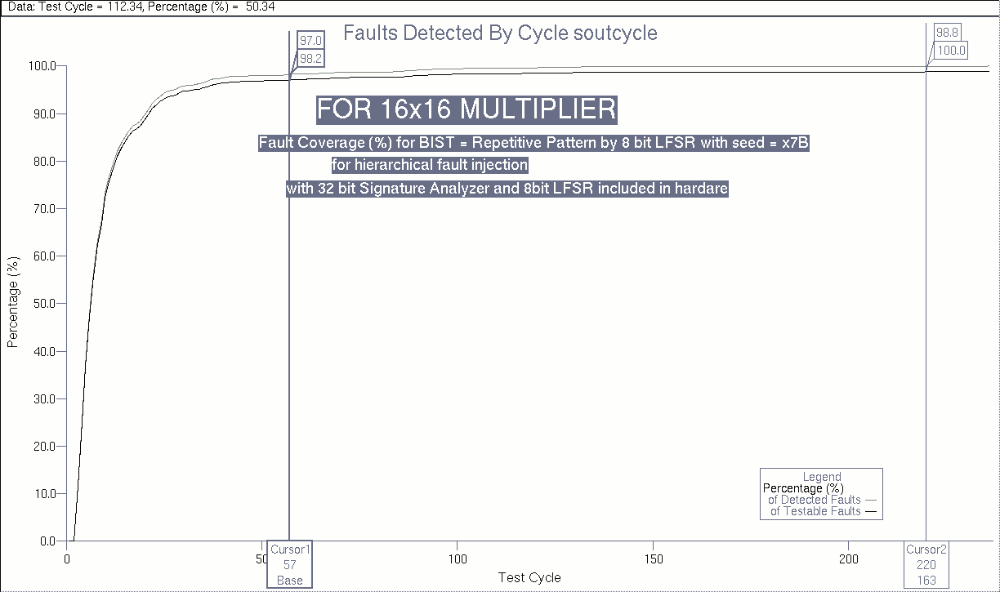 Data: Test Cycle = 112.34, Percentage (%) = 50.34
Faults Detected By Cycle soutcycle
97.0
98.2
98.8
100.0
FOR 16x16 MULTIPLIER
Fault Coverage (%) for BIST = Repetitive Pattern by 8 bit LFSR with seed = x7B
for hierarchical fault injection
with 32 bit Signature Analyzer and 8bit LFSR included in hardare
Percentage (%)
100.0
90.0
80.0
70.0
60.0
50.0
40.0
30.0
20.0
10.0
0.0
Legend
Percentage (%)
of Detected Faults
of Testable Faults
0
50
100
150
200
Cursor1
57
Base
Cursor2
220
163
Test Cycle